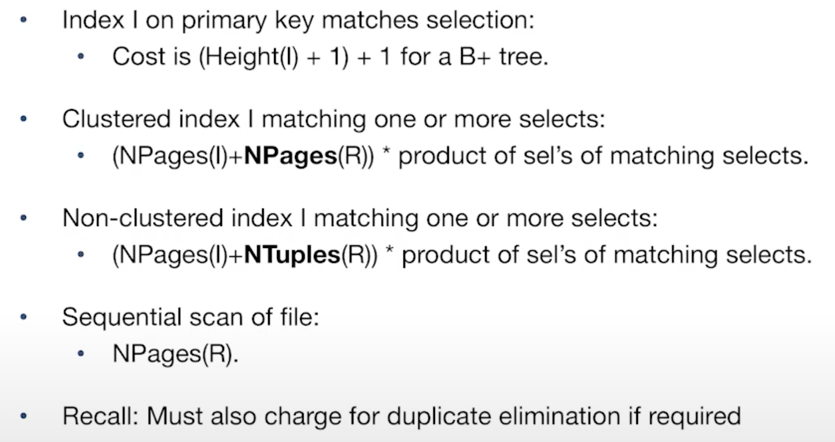 • Index I on primary key matches selection:
• Cost is (Height(I) + 1) + 1 for a B+ tree.
• Clustered index I matching one or more selects:
• (NPages(I)+NPages(R)) * product of sel’s of matching selects.
• Non-clustered index I matching one or more selects:
• (NPages(I)+NTuples(R)) * product of sel’s of matching selects.
• Sequential scan of file:
• NPages(R).
• Recall: Must also charge for duplicate elimination if required